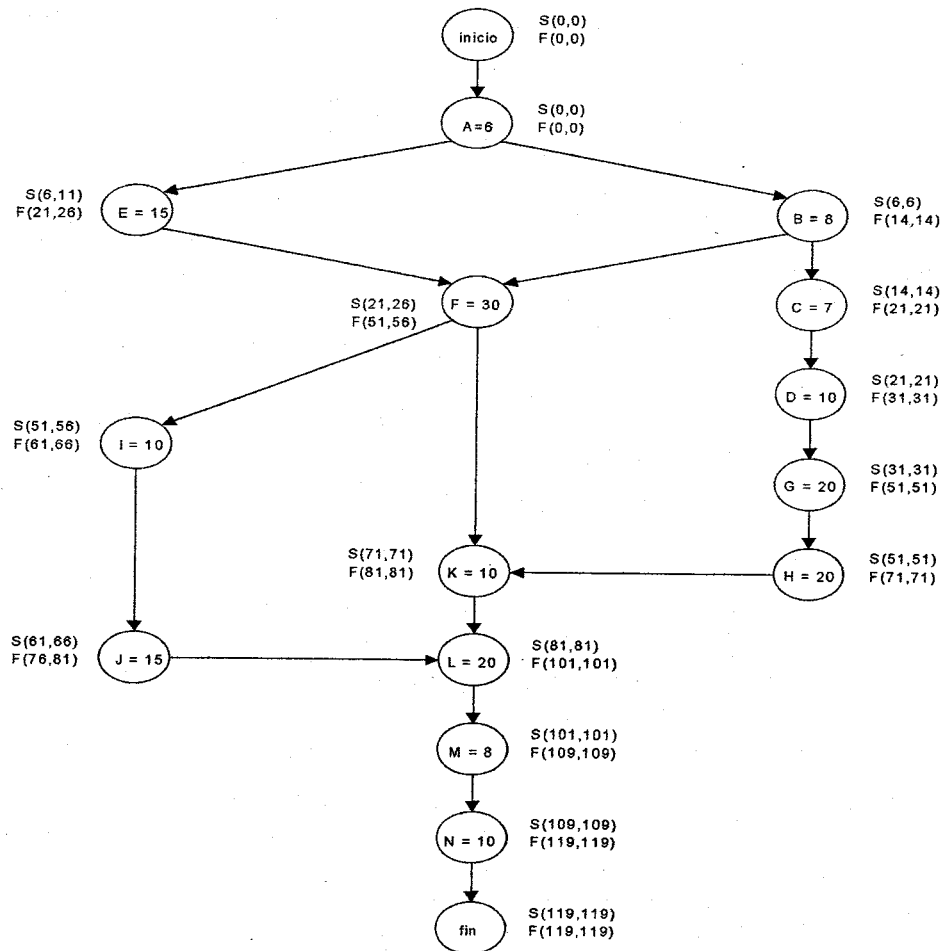 inicio
S(0,0)
F(0,0)
A=6
S(0,0)
F(0,0)
S(6,11)
F(21,26)
E = 15
B = 8
S(6,6)
F(14,14)
S(21,26)
F(51,56)
F = 30
C = 7
S(14,14)
F(21,21)
D = 10
S(21,21)
F(31,31)
S(51,56)
F(61,66)
I = 10
G = 20
S(31,31)
F(51,51)
S(71,71)
F(81,81)
K = 10
H = 20
S(51,51)
F(71,71)
S(61,66)
F(76,81)
J = 15
L = 20
S(81,81)
F(101,101)
M = 8
S(101,101)
F(109,109)
N = 10
S(109,109)
F(119,119)
fin
S(119,119)
F(119,119)